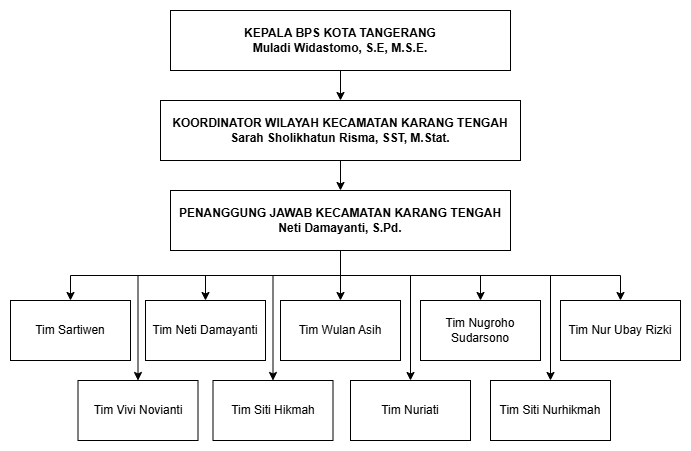 KEPALA BPS KOTA TANGERANG
Muladi Widastomo, S.E, M.S.E.
KOORDINATOR WILAYAH KECAMATAN KARANG TENGAH
Sarah Sholikhatun Risma, SST, M.Stat.
PENANGGUNG JAWAB KECAMATAN KARANG TENGAH
Neti Damayanti, S.Pd.
Tim Sartiwen
Tim Neti Damayanti
Tim Wulan Asih
Tim Nugroho
Sudarsono
Tim Nur Ubay Rizki
Tim Vivi Novianti
Tim Siti Hikmah
Tim Nuriati
Tim Siti Nurhikmah